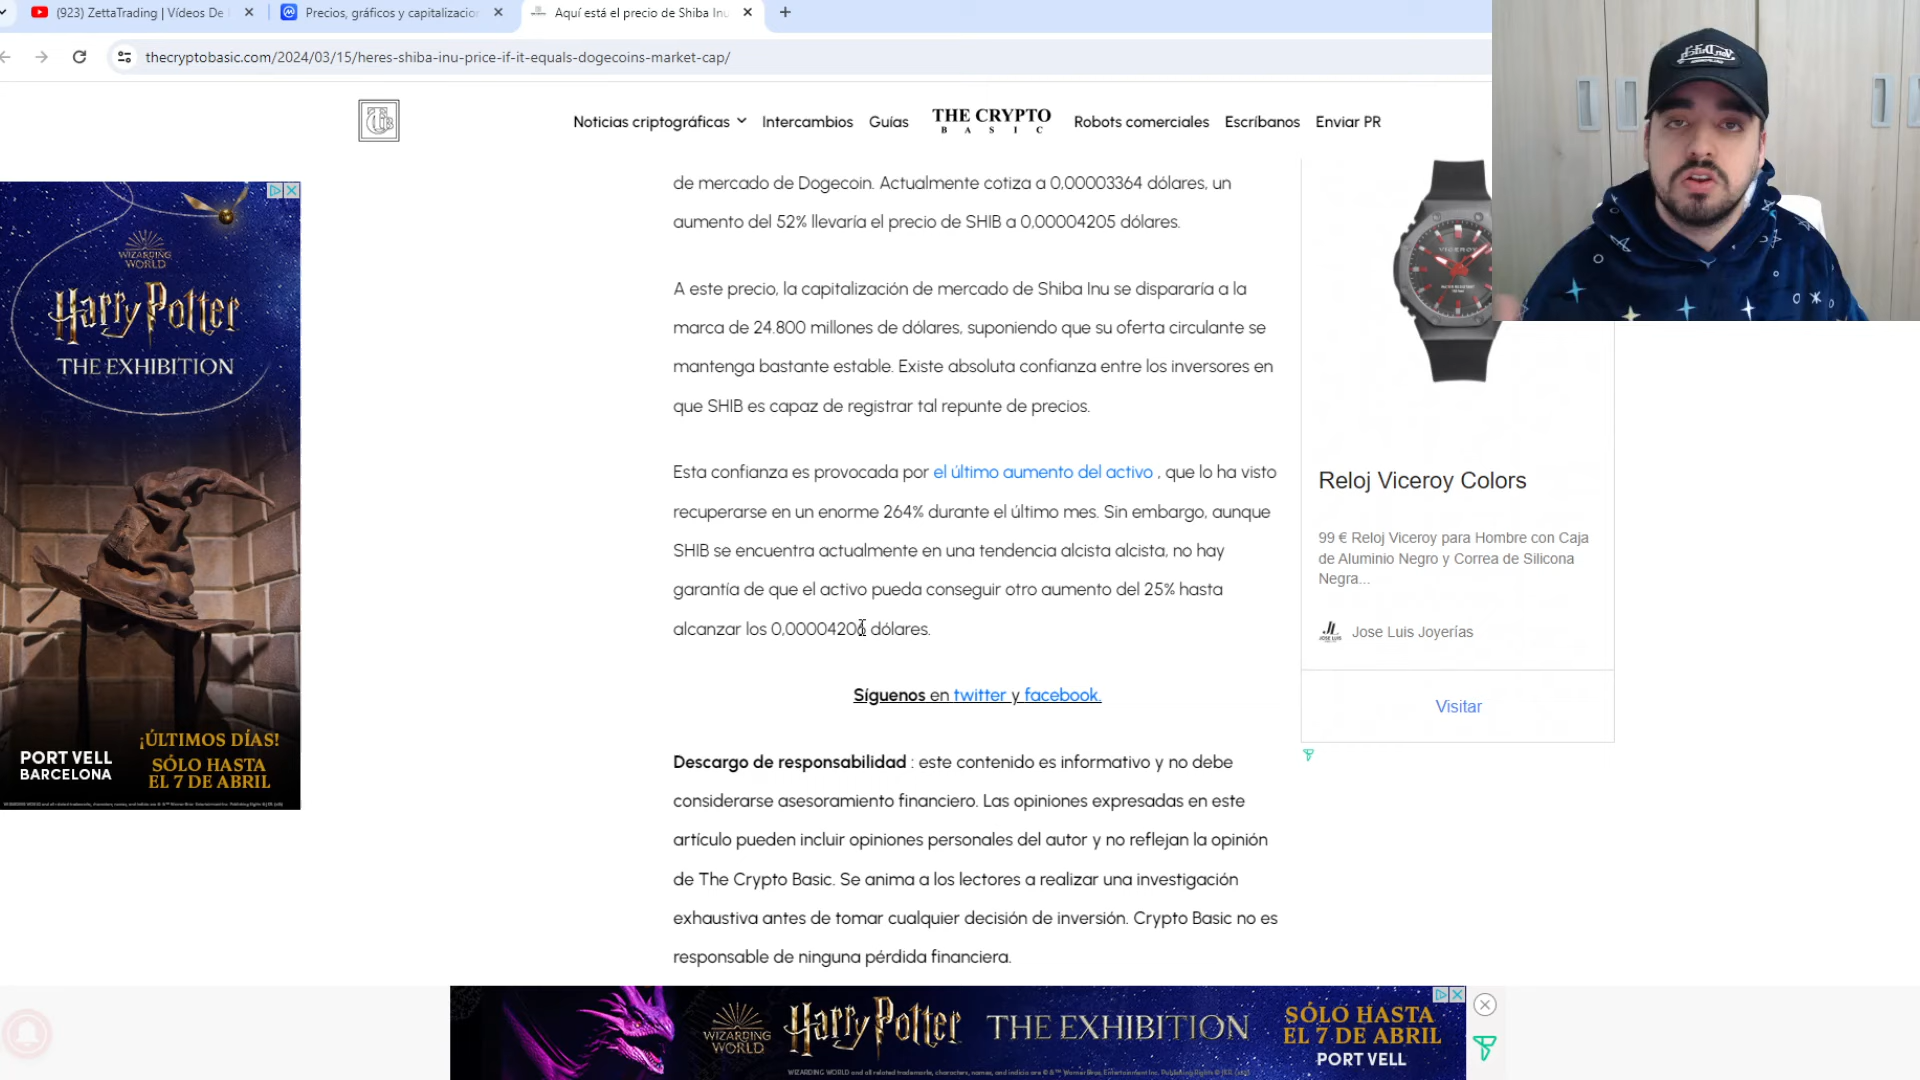 (923) ZettaTrading | Vídeos De
Precios, gráficos y capitalizacion
Aquí está el precio de Shiba Inu
thecryptobasic.com/2024/03/15/heres-shiba-inu-price-if-it-equals-dogecoins-market-cap/
Noticias criptográficas
Intercambios
Guías
THE CRYPTO
BASIC
Robots comerciales
Escríbanos
Enviar PR
de mercado de Dogecoin. Actualmente cotiza a 0,00003364 dólares, un
aumento del 52% llevaría el precio de SHIB a 0,00004205 dólares.
A este precio, la capitalización de mercado de Shiba Inu se dispararía a la
marca de 24.800 millones de dólares, suponiendo que su oferta circulante se
mantenga bastante estable. Existe absoluta confianza entre los inversores en
que SHIB es capaz de registrar tal repunte de precios.
Esta confianza es provocada por el último aumento del activo , que lo ha visto
recuperarse en un enorme 264% durante el último mes. Sin embargo, aunque
SHIB se encuentra actualmente en una tendencia alcista alcista, no hay
garantía de que el activo pueda conseguir otro aumento del 25% hasta
alcanzar los 0,00004206 dólares.
Síguenos en twitter y facebook.
Descargo de responsabilidad : este contenido es informativo y no debe
considerarse asesoramiento financiero. Las opiniones expresadas en este
artículo pueden incluir opiniones personales del autor y no reflejan la opinión
de The Crypto Basic. Se anima a los lectores a realizar una investigación
exhaustiva antes de tomar cualquier decisión de inversión. Crypto Basic no es
responsable de ninguna pérdida financiera.
WIZARDING
WORLD
Harry Potter
THE EXHIBITION
PORT VELL
BARCELONA
¡ÚLTIMOS DÍAS!
SÓLO HASTA
EL 7 DE ABRIL
VICEROY
Reloj Viceroy Colors
99 € Reloj Viceroy para Hombre con Caja
de Aluminio Negro y Correa de Silicona
Negra...
Jose Luis Joyerías
Visitar
WIZARDING
WORLD
Harry Potter
THE EXHIBITION
SÓLO HASTA
EL 7 DE ABRIL
PORT VELL